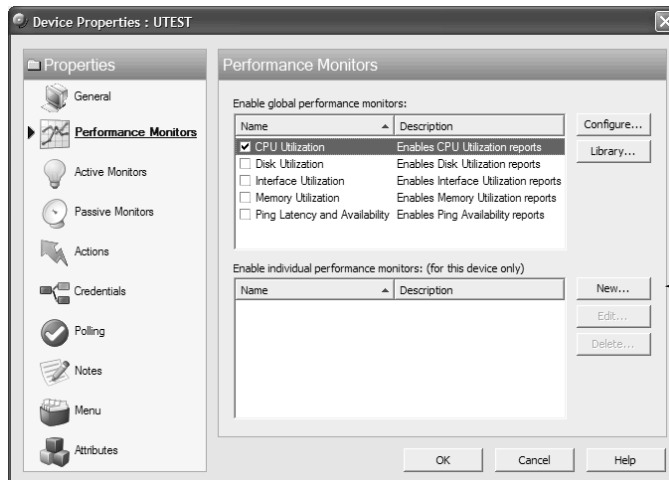 Device Properties : UTEST
Properties
General
Performance Monitors
Active Monitors
Passive Monitors
Actions
Credentials
Polling
Notes
Menu
Attributes
Performance Monitors
Enable global performance monitors:
Name Description
CPU Utilization Enables CPU Utilization reports
Disk Utilization Enables Disk Utilization reports
Interface Utilization Enables Interface Utilization reports
Memory Utilization Enables Memory Utilization reports
Ping Latency and Availability Enables Ping Availability reports
Configure...
Library...
Enable individual performance monitors: (for this device only)
Name Description
New...
Edit...
Delete...
OK Cancel Help